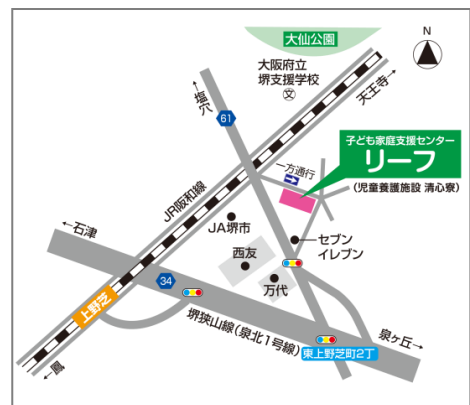 大仙公園
N
大阪府立
堺支援学校
文
←塩穴
天王寺→
61
子ども家庭支援センター
リーフ
(児童養護施設 清心寮)
一方通行
JR阪和線
←石津
JA堺市
セブン
イレブン
西友
万代
34
上野芝
堺狭山線(泉北1号線)
泉ヶ丘→
東上野芝町2丁
←鳳